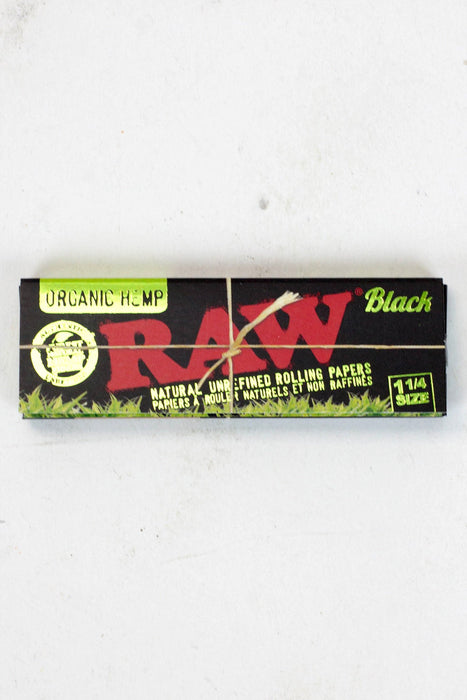 ORGANIC HEMP
RAW®
Black
NATURAL UNREFINED ROLLING PAPERS
PAPIERS À ROULER NATURELS ET NON RAFFINÉS
1 1/4
SIZE